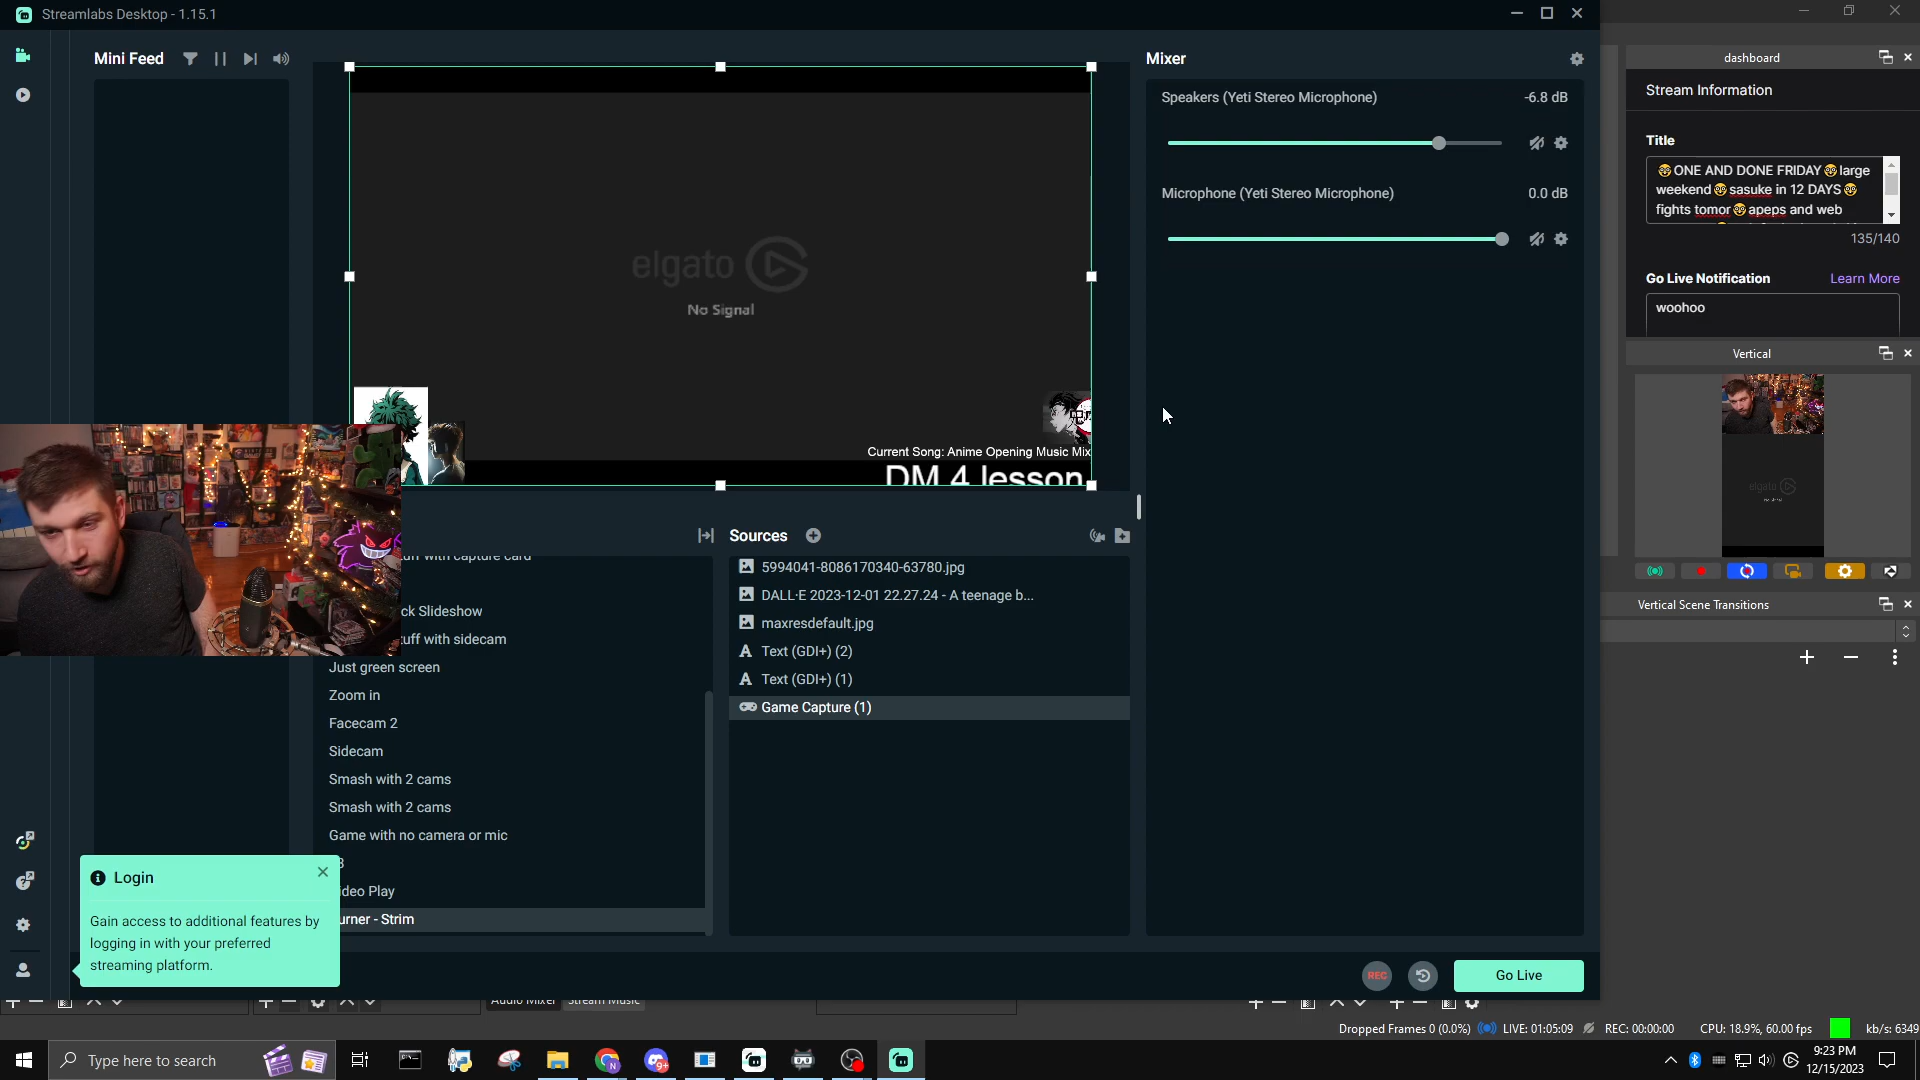 Streamlabs Desktop - 1.15.1
Mini Feed
Mixer
Speakers (Yeti Stereo Microphone)
-6.8 dB
Microphone (Yeti Stereo Microphone)
0.0 dB
elgato
No Signal
Current Song: Anime Opening Music Mix
DM 4 lesson
Sources
5994041-8086170340-63780.jpg
DALL·E 2023-12-01 22.27.24 - A teenage b...
maxresdefault.jpg
Text (GDI+) (2)
Text (GDI+) (1)
Game Capture (1)
uff with capture card
ck Slideshow
uff with sidecam
Just green screen
Zoom in
Facecam 2
Sidecam
Smash with 2 cams
Smash with 2 cams
Game with no camera or mic
3
ideo Play
urner - Strim
Login
Gain access to additional features by
logging in with your preferred
streaming platform.
REC
Go Live
dashboard
Stream Information
Title
ONE AND DONE FRIDAY large
weekend sasuke in 12 DAYS
fights tomor apeps and web
135/140
Go Live Notification
Learn More
woohoo
Vertical
Vertical Scene Transitions
Audio Mixer
Stream Music
Dropped Frames 0 (0.0%)
LIVE: 01:05:09
REC: 00:00:00
CPU: 18.9%, 60.00 fps
kb/s: 6349
Type here to search
9+
9:23 PM
12/15/2023